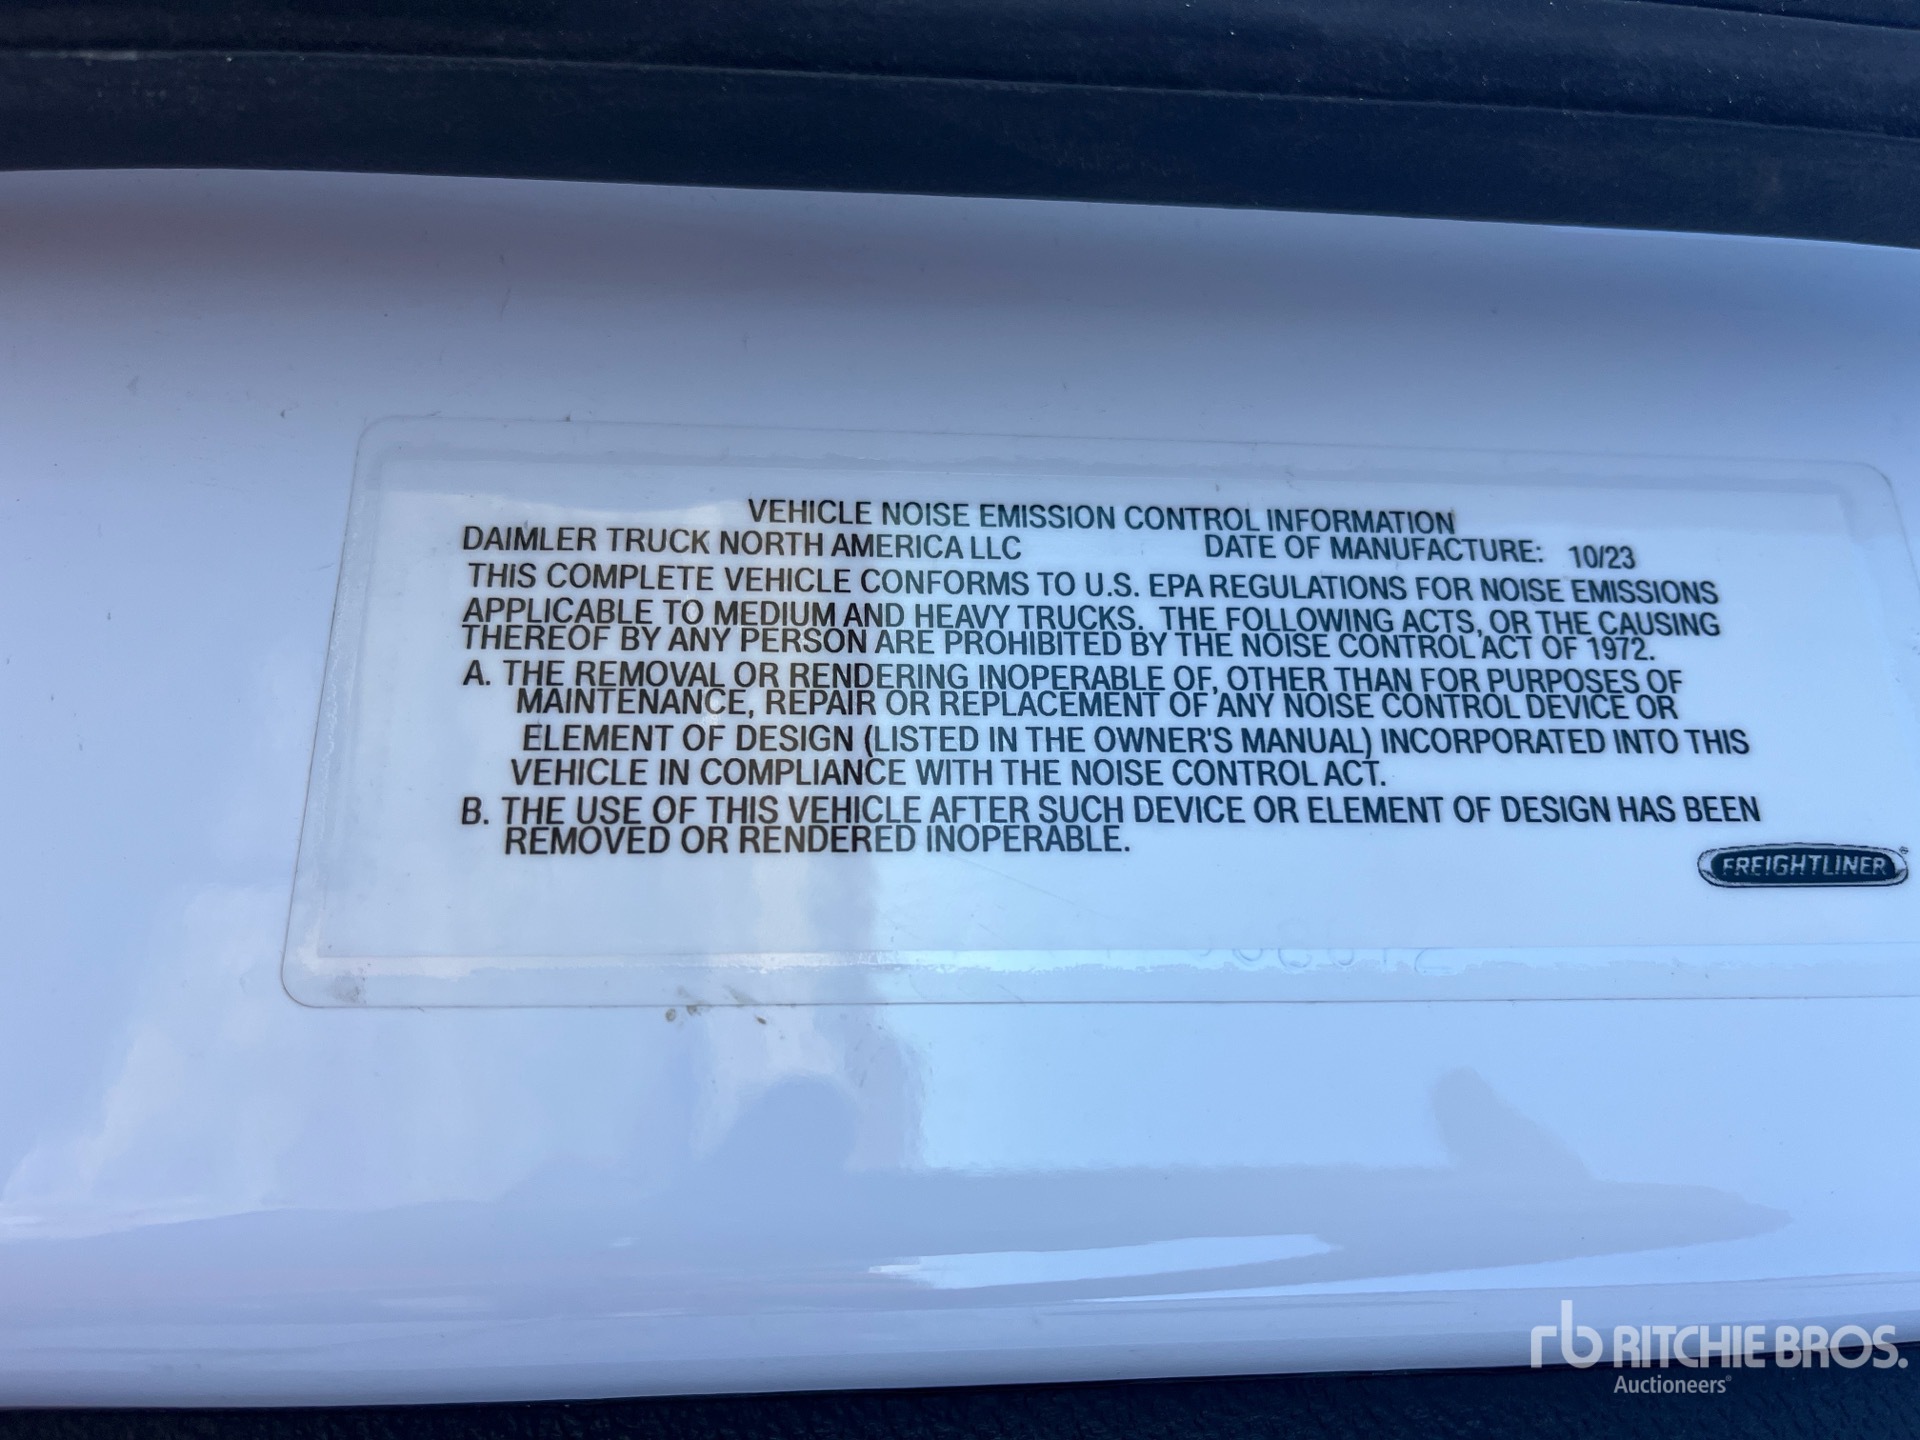 VEHICLE NOISE EMISSION CONTROL INFORMATION
DAIMLER TRUCK NORTH AMERICA LLC DATE OF MANUFACTURE: 10/23
THIS COMPLETE VEHICLE CONFORMS TO U.S. EPA REGULATIONS FOR NOISE EMISSIONS
APPLICABLE TO MEDIUM AND HEAVY TRUCKS. THE FOLLOWING ACTS, OR THE CAUSING
THEREOF BY ANY PERSON ARE PROHIBITED BY THE NOISE CONTROL ACT OF 1972.
A. THE REMOVAL OR RENDERING INOPERABLE OF, OTHER THAN FOR PURPOSES OF
MAINTENANCE, REPAIR OR REPLACEMENT OF ANY NOISE CONTROL DEVICE OR
ELEMENT OF DESIGN (LISTED IN THE OWNER'S MANUAL) INCORPORATED INTO THIS
VEHICLE IN COMPLIANCE WITH THE NOISE CONTROL ACT.
B. THE USE OF THIS VEHICLE AFTER SUCH DEVICE OR ELEMENT OF DESIGN HAS BEEN
REMOVED OR RENDERED INOPERABLE.
FREIGHTLINER®
rb RITCHIE BROS.
Auctioneers®